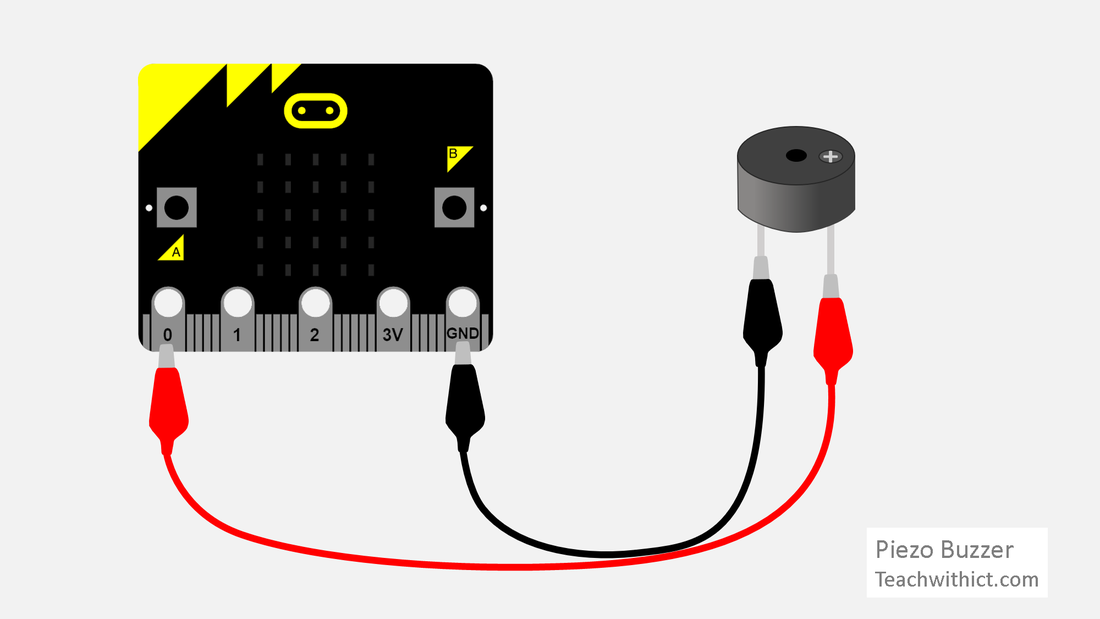 B
A
0 1 2 3V GND
Piezo Buzzer
Teachwithict.com